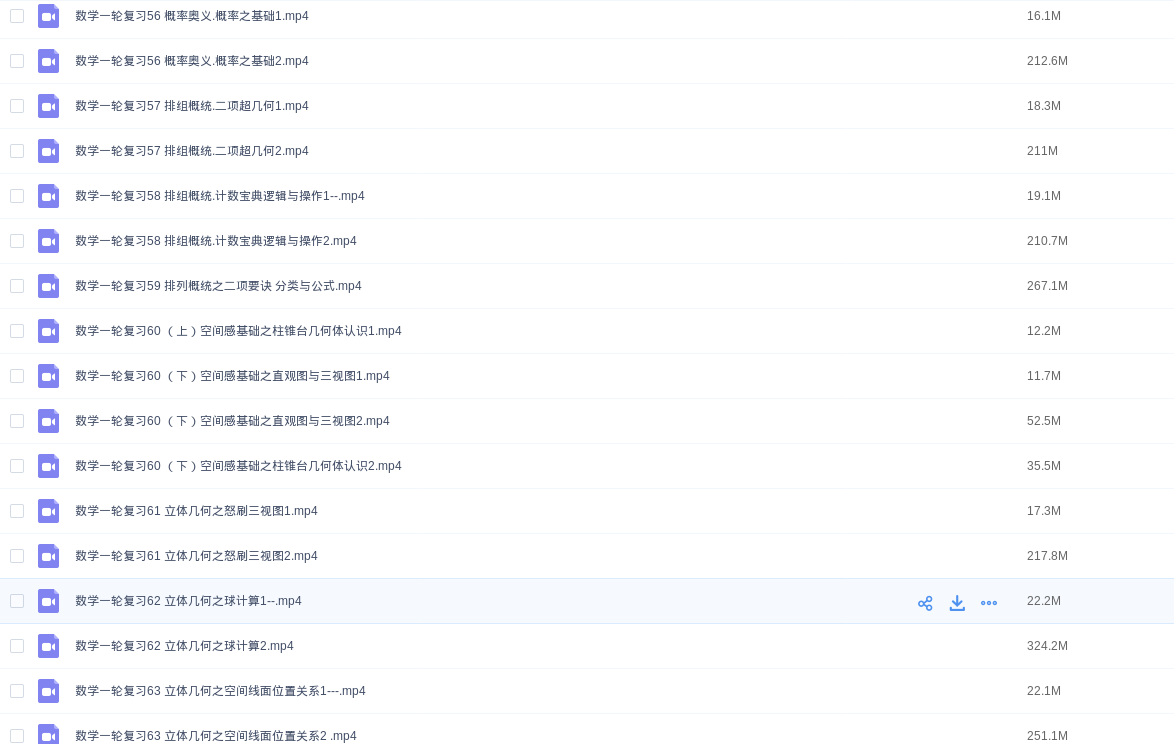 数学一轮复习56 概率奥义.概率之基础1.mp4 16.1M
数学一轮复习56 概率奥义.概率之基础2.mp4 212.6M
数学一轮复习57 排组概统.二项超几何1.mp4 18.3M
数学一轮复习57 排组概统.二项超几何2.mp4 211M
数学一轮复习58 排组概统.计数宝典逻辑与操作1--.mp4 19.1M
数学一轮复习58 排组概统.计数宝典逻辑与操作2.mp4 210.7M
数学一轮复习59 排列概统之二项要诀 分类与公式.mp4 267.1M
数学一轮复习60 （上）空间感基础之柱锥台几何体认识1.mp4 12.2M
数学一轮复习60 （下）空间感基础之直观图与三视图1.mp4 11.7M
数学一轮复习60 （下）空间感基础之直观图与三视图2.mp4 52.5M
数学一轮复习60 （下）空间感基础之柱锥台几何体认识2.mp4 35.5M
数学一轮复习61 立体几何之怒刷三视图1.mp4 17.3M
数学一轮复习61 立体几何之怒刷三视图2.mp4 217.8M
数学一轮复习62 立体几何之球计算1--.mp4 22.2M
数学一轮复习62 立体几何之球计算2.mp4 324.2M
数学一轮复习63 立体几何之空间线面位置关系1---.mp4 22.1M
数学一轮复习63 立体几何之空间线面位置关系2 .mp4 251.1M